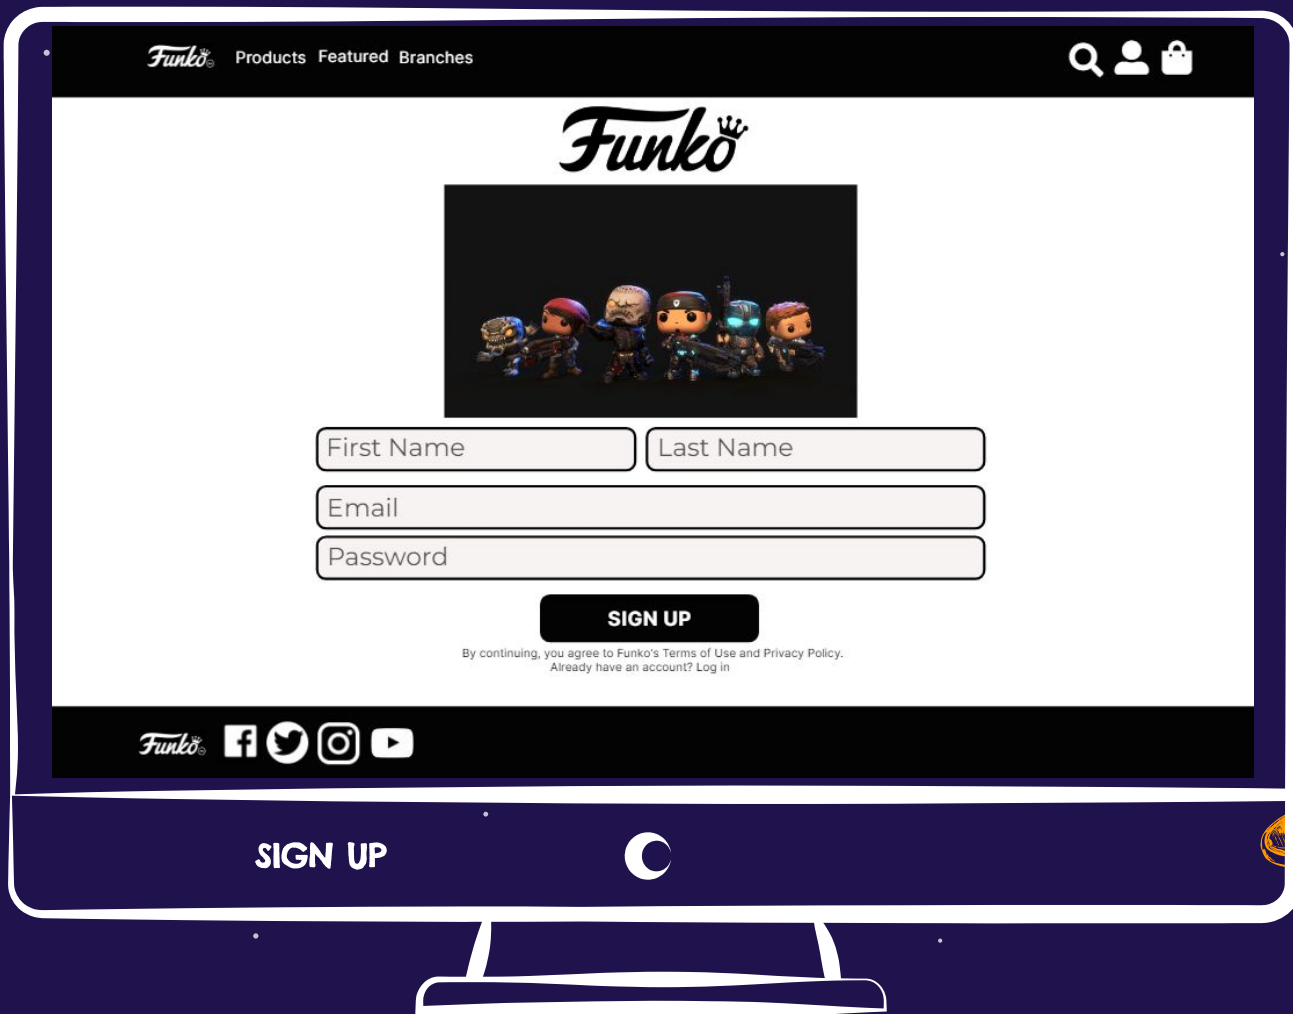 Funko Products Featured Branches
Funko
First Name Last Name
Email
Password
SIGN UP
By continuing, you agree to Funko's Terms of Use and Privacy Policy.
Already have an account? Log in
Funko
SIGN UP